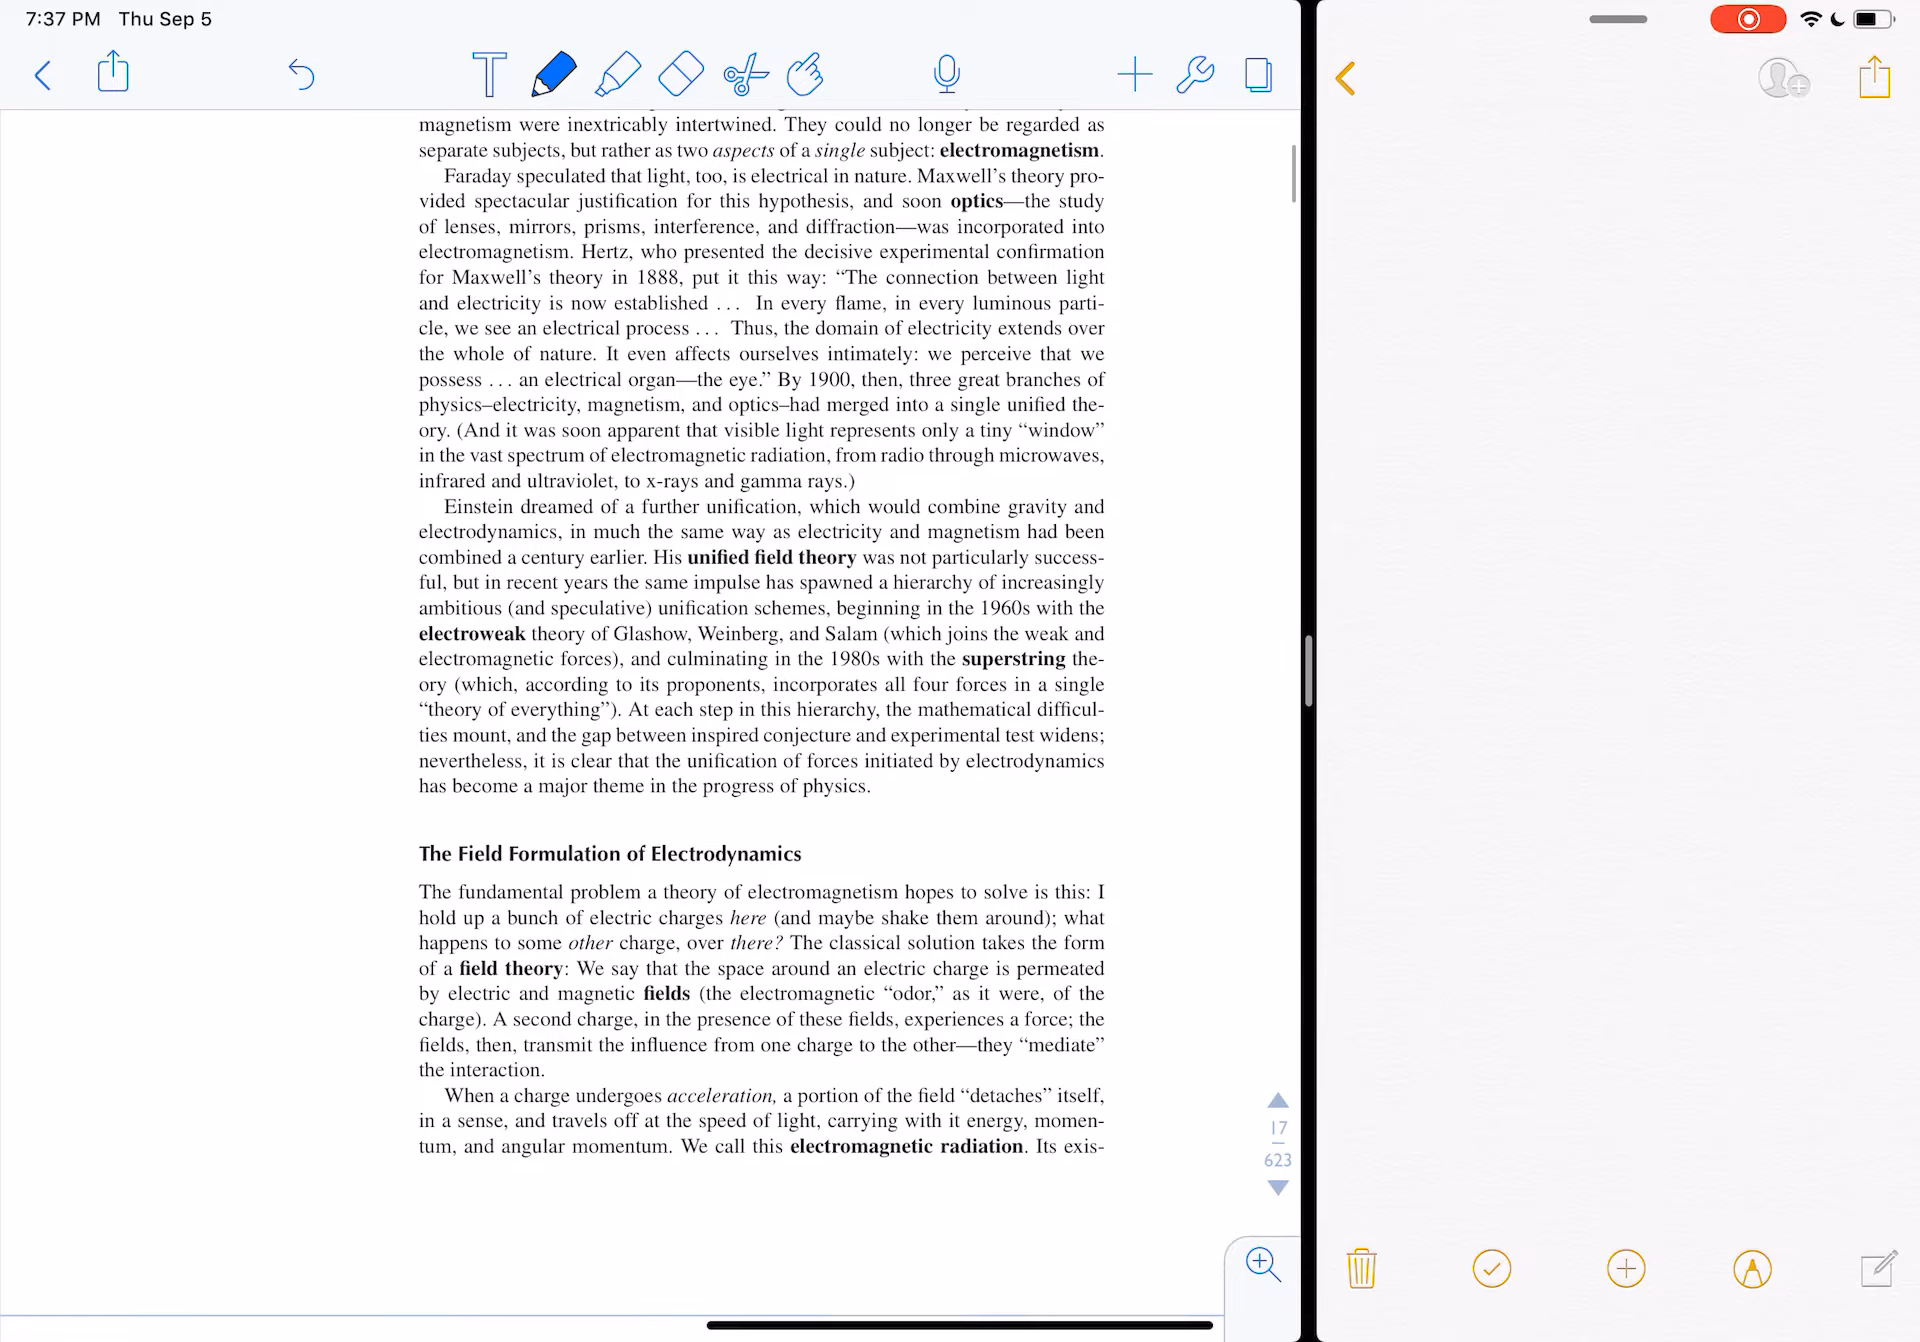 7:37 PM Thu Sep 5
magnetism were inextricably intertwined. They could no longer be regarded as
separate subjects, but rather as two aspects of a single subject: electromagnetism.
Faraday speculated that light, too, is electrical in nature. Maxwell's theory pro-
vided spectacular justification for this hypothesis, and soon optics—the study
of lenses, mirrors, prisms, interference, and diffraction—was incorporated into
electromagnetism. Hertz, who presented the decisive experimental confirmation
for Maxwell's theory in 1888, put it this way: “The connection between light
and electricity is now established ... In every flame, in every luminous parti-
cle, we see an electrical process ... Thus, the domain of electricity extends over
the whole of nature. It even affects ourselves intimately: we perceive that we
possess ... an electrical organ—the eye.” By 1900, then, three great branches of
physics–electricity, magnetism, and optics–had merged into a single unified the-
ory. (And it was soon apparent that visible light represents only a tiny “window”
in the vast spectrum of electromagnetic radiation, from radio through microwaves,
infrared and ultraviolet, to x-rays and gamma rays.)
Einstein dreamed of a further unification, which would combine gravity and
electrodynamics, in much the same way as electricity and magnetism had been
combined a century earlier. His unified field theory was not particularly success-
ful, but in recent years the same impulse has spawned a hierarchy of increasingly
ambitious (and speculative) unification schemes, beginning in the 1960s with the
electroweak theory of Glashow, Weinberg, and Salam (which joins the weak and
electromagnetic forces), and culminating in the 1980s with the superstring the-
ory (which, according to its proponents, incorporates all four forces in a single
“theory of everything”). At each step in this hierarchy, the mathematical difficul-
ties mount, and the gap between inspired conjecture and experimental test widens;
nevertheless, it is clear that the unification of forces initiated by electrodynamics
has become a major theme in the progress of physics.
The Field Formulation of Electrodynamics
The fundamental problem a theory of electromagnetism hopes to solve is this: I
hold up a bunch of electric charges here (and maybe shake them around); what
happens to some other charge, over there? The classical solution takes the form
of a field theory: We say that the space around an electric charge is permeated
by electric and magnetic fields (the electromagnetic “odor,” as it were, of the
charge). A second charge, in the presence of these fields, experiences a force; the
fields, then, transmit the influence from one charge to the other—they “mediate”
the interaction.
When a charge undergoes acceleration, a portion of the field “detaches” itself,
in a sense, and travels off at the speed of light, carrying with it energy, momen-
tum, and angular momentum. We call this electromagnetic radiation. Its exis-
17
623